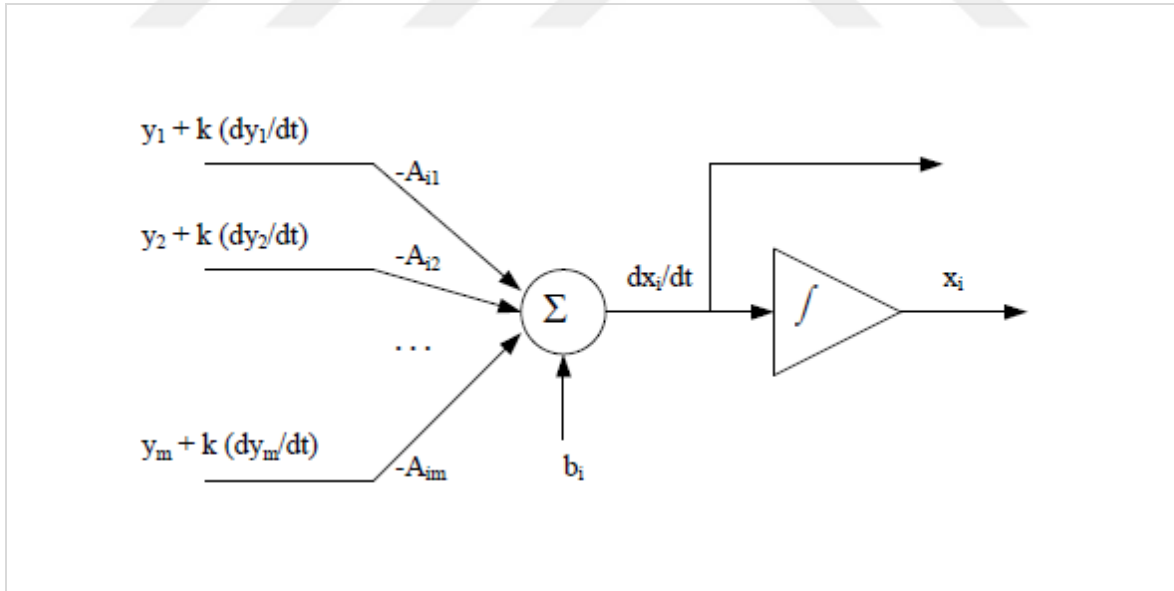 y₁ + k (dy₁/dt)
-Aᵢ₁
y₂ + k (dy₂/dt)
-Aᵢ₂
dxᵢ/dt
xᵢ
Σ
∫
. . .
yₘ + k (dyₘ/dt)
-Aᵢₘ
bᵢ